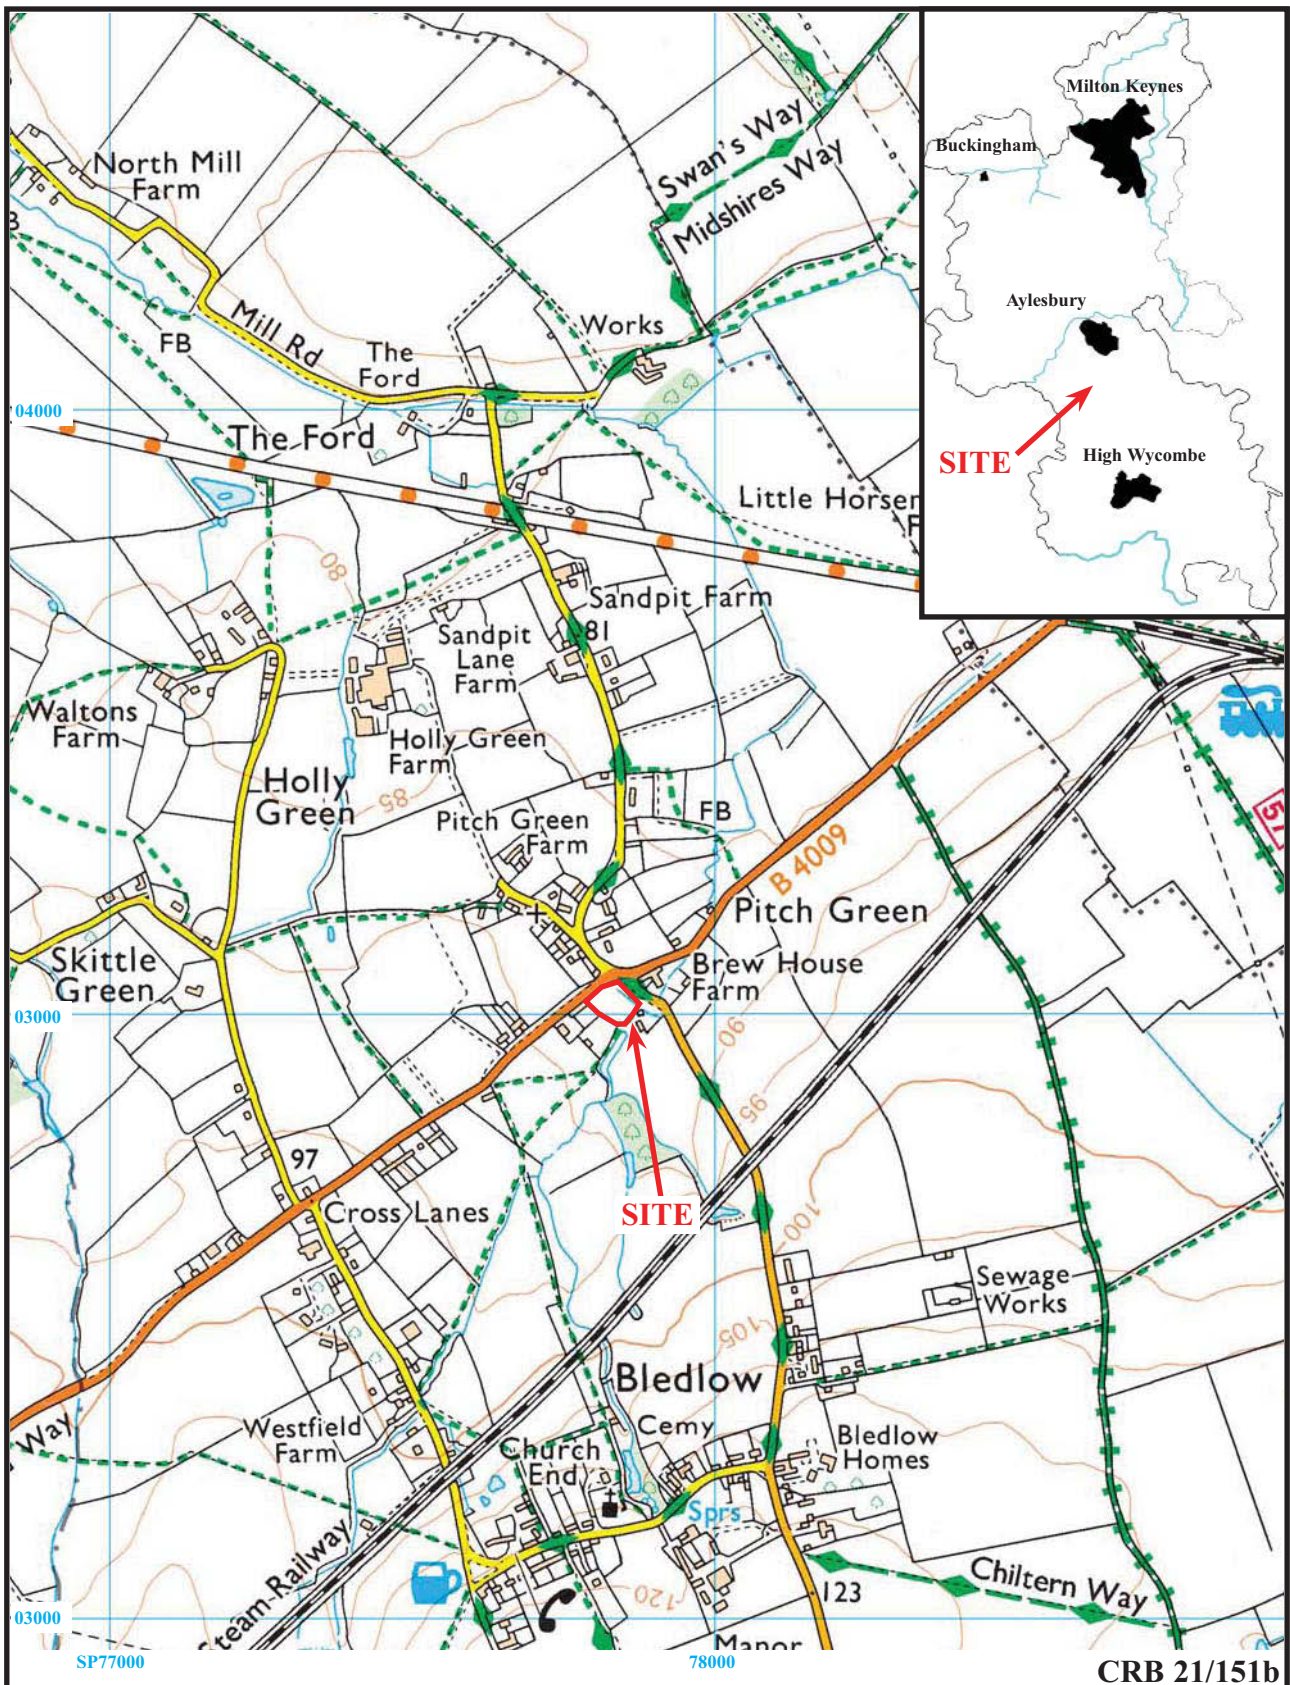 Milton Keynes
Buckingham
Aylesbury
SITE
High Wycombe
North Mill
Farm
Swan's Way
Midshires Way
FB
Mill Rd
The
Ford
Works
04000
The Ford
Little Horsen
F
80
Sandpit Farm
81
Sandpit
Lane
Farm
Waltons
Farm
Holly Green
Farm
Holly
Green
85
Pitch Green
Farm
FB
B 4009
57
Pitch Green
Skittle
Green
Brew House
Farm
03000
90
95
97
SITE
Cross Lanes
100
Sewage
Works
105
Bledlow
Way
Westfield
Farm
Cemy
Church
End
Bledlow
Homes
Sprs
Steam-Railway
Chiltern Way
120
123
03000
Manor
SP77000
78000
CRB 21/151b